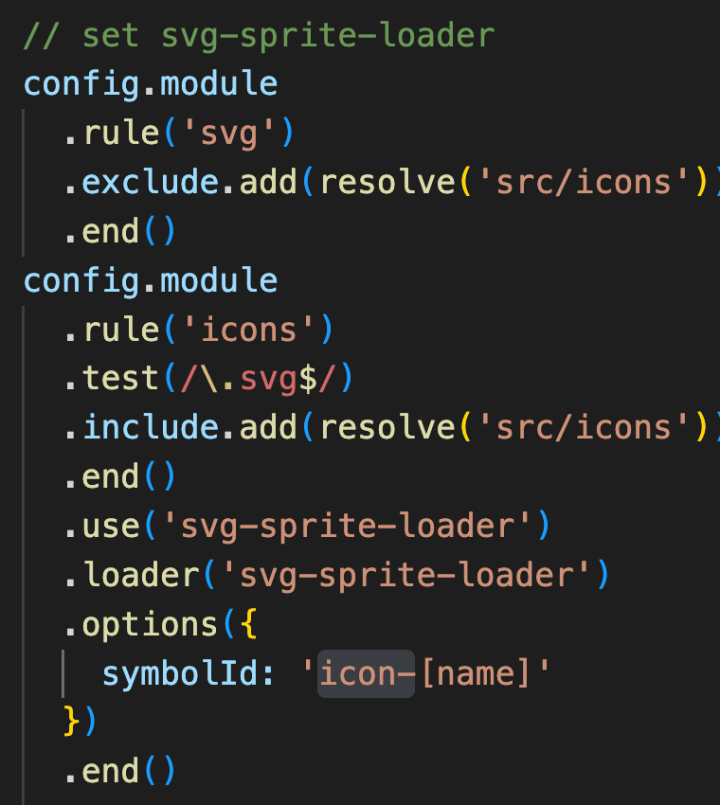 // set svg-sprite-loader
config.module
.rule('svg')
.exclude.add(resolve('src/icons'))
.end()
config.module
.rule('icons')
.test(/\.svg$/)
.include.add(resolve('src/icons'))
.end()
.use('svg-sprite-loader')
.loader('svg-sprite-loader')
.options({
symbolId: 'icon-[name]'
})
.end()